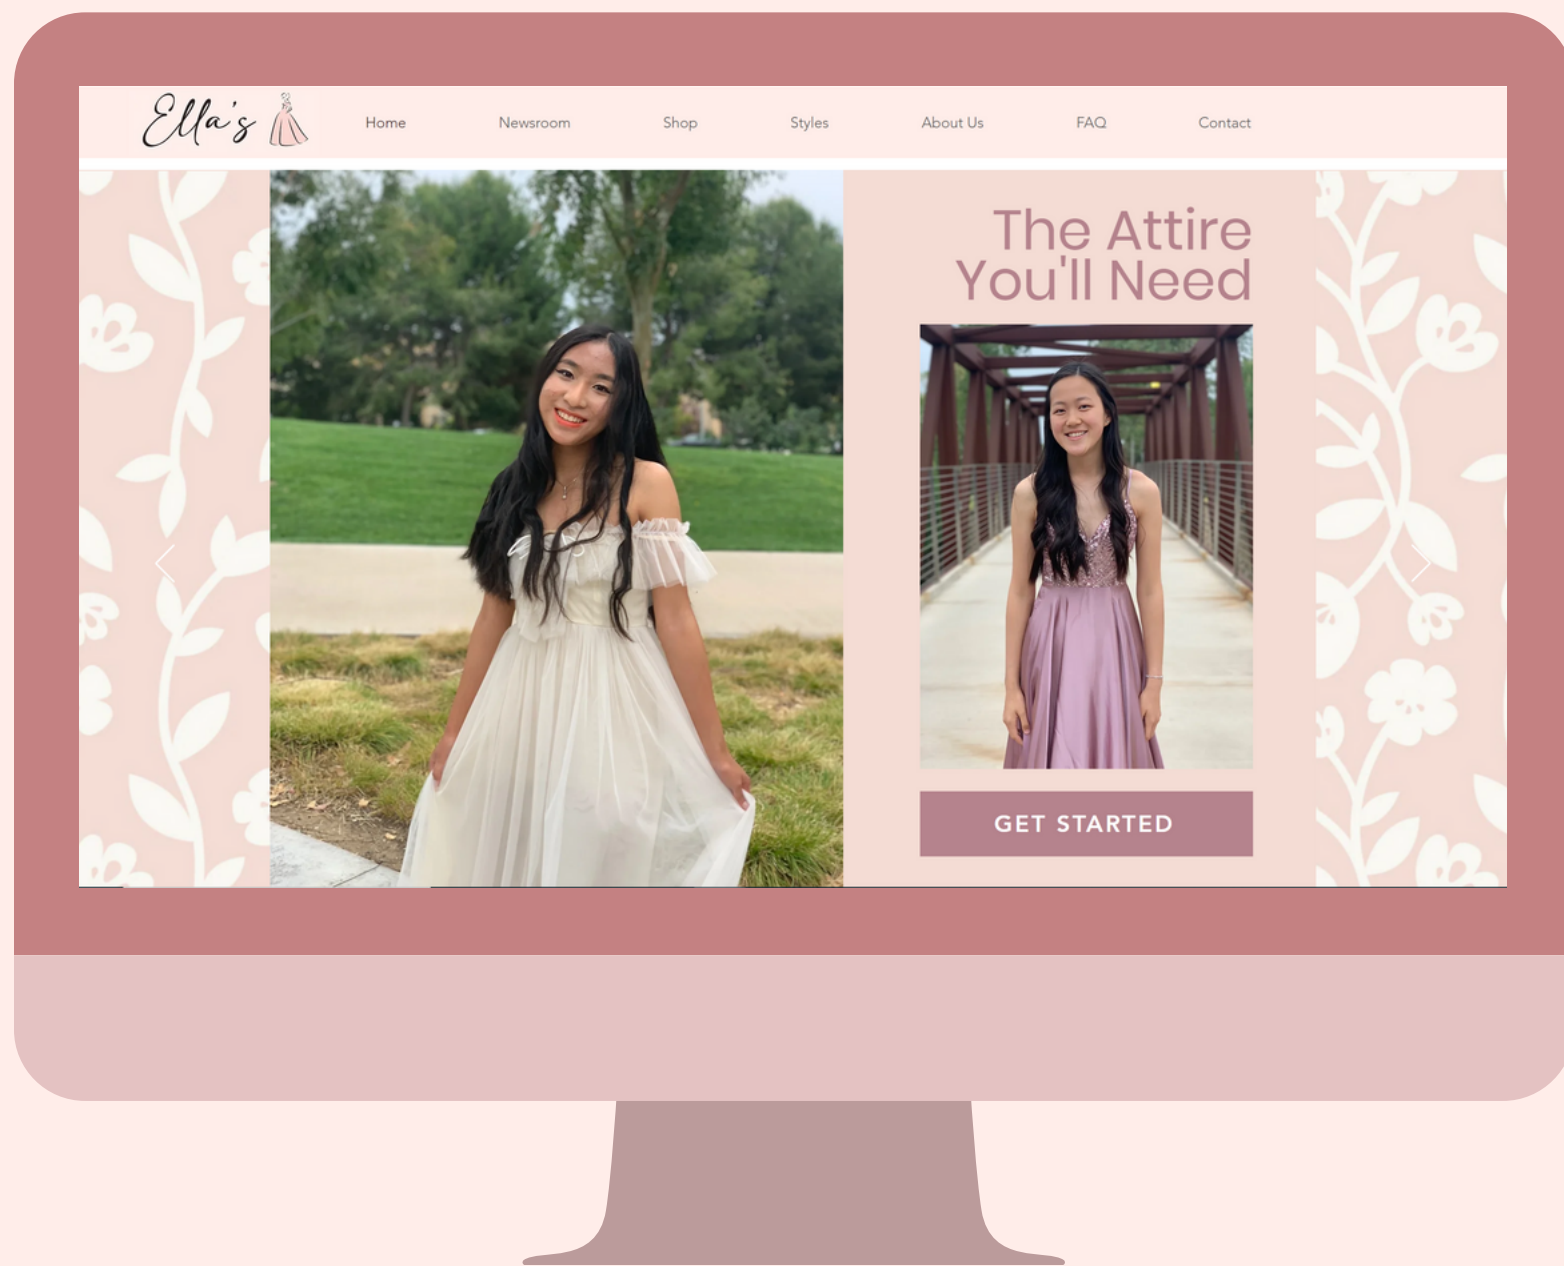 Ella's
Home Newsroom Shop Styles About Us FAQ Contact
The Attire
You'll Need
GET STARTED